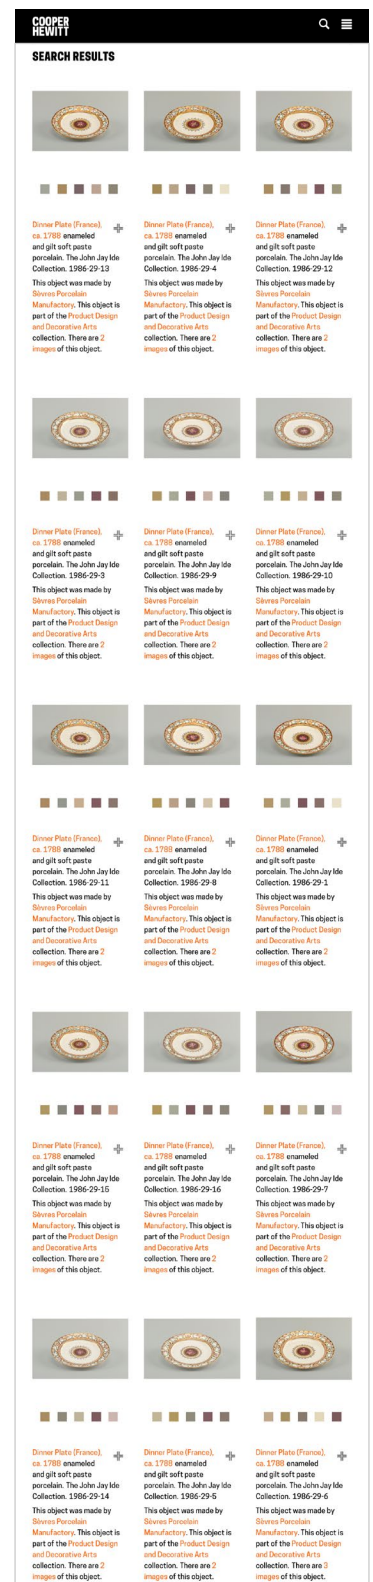 COOPER
HEWITT
SEARCH RESULTS
Dinner Plate (France),
ca. 1788 enameled
and gilt soft paste
porcelain. The John Jay Ide
Collection. 1986-29-13
This object was made by
Sèvres Porcelain
Manufactory. This object is
part of the Product Design
and Decorative Arts
collection. There are 2
images of this object.
Dinner Plate (France),
ca. 1788 enameled
and gilt soft paste
porcelain. The John Jay Ide
Collection. 1986-29-4
This object was made by
Sèvres Porcelain
Manufactory. This object is
part of the Product Design
and Decorative Arts
collection. There are 2
images of this object.
Dinner Plate (France),
ca. 1788 enameled
and gilt soft paste
porcelain. The John Jay Ide
Collection. 1986-29-12
This object was made by
Sèvres Porcelain
Manufactory. This object is
part of the Product Design
and Decorative Arts
collection. There are 2
images of this object.
Dinner Plate (France),
ca. 1788 enameled
and gilt soft paste
porcelain. The John Jay Ide
Collection. 1986-29-3
This object was made by
Sèvres Porcelain
Manufactory. This object is
part of the Product Design
and Decorative Arts
collection. There are 2
images of this object.
Dinner Plate (France),
ca. 1788 enameled
and gilt soft paste
porcelain. The John Jay Ide
Collection. 1986-29-9
This object was made by
Sèvres Porcelain
Manufactory. This object is
part of the Product Design
and Decorative Arts
collection. There are 2
images of this object.
Dinner Plate (France),
ca. 1788 enameled
and gilt soft paste
porcelain. The John Jay Ide
Collection. 1986-29-10
This object was made by
Sèvres Porcelain
Manufactory. This object is
part of the Product Design
and Decorative Arts
collection. There are 2
images of this object.
Dinner Plate (France),
ca. 1788 enameled
and gilt soft paste
porcelain. The John Jay Ide
Collection. 1986-29-11
This object was made by
Sèvres Porcelain
Manufactory. This object is
part of the Product Design
and Decorative Arts
collection. There are 2
images of this object.
Dinner Plate (France),
ca. 1788 enameled
and gilt soft paste
porcelain. The John Jay Ide
Collection. 1986-29-8
This object was made by
Sèvres Porcelain
Manufactory. This object is
part of the Product Design
and Decorative Arts
collection. There are 2
images of this object.
Dinner Plate (France),
ca. 1788 enameled
and gilt soft paste
porcelain. The John Jay Ide
Collection. 1986-29-1
This object was made by
Sèvres Porcelain
Manufactory. This object is
part of the Product Design
and Decorative Arts
collection. There are 2
images of this object.
Dinner Plate (France),
ca. 1788 enameled
and gilt soft paste
porcelain. The John Jay Ide
Collection. 1986-29-15
This object was made by
Sèvres Porcelain
Manufactory. This object is
part of the Product Design
and Decorative Arts
collection. There are 2
images of this object.
Dinner Plate (France),
ca. 1788 enameled
and gilt soft paste
porcelain. The John Jay Ide
Collection. 1986-29-16
This object was made by
Sèvres Porcelain
Manufactory. This object is
part of the Product Design
and Decorative Arts
collection. There are 2
images of this object.
Dinner Plate (France),
ca. 1788 enameled
and gilt soft paste
porcelain. The John Jay Ide
Collection. 1986-29-7
This object was made by
Sèvres Porcelain
Manufactory. This object is
part of the Product Design
and Decorative Arts
collection. There are 2
images of this object.
Dinner Plate (France),
ca. 1788 enameled
and gilt soft paste
porcelain. The John Jay Ide
Collection. 1986-29-14
This object was made by
Sèvres Porcelain
Manufactory. This object is
part of the Product Design
and Decorative Arts
collection. There are 2
images of this object.
Dinner Plate (France),
ca. 1788 enameled
and gilt soft paste
porcelain. The John Jay Ide
Collection. 1986-29-5
This object was made by
Sèvres Porcelain
Manufactory. This object is
part of the Product Design
and Decorative Arts
collection. There are 2
images of this object.
Dinner Plate (France),
ca. 1788 enameled
and gilt soft paste
porcelain. The John Jay Ide
Collection. 1986-29-6
This object was made by
Sèvres Porcelain
Manufactory. This object is
part of the Product Design
and Decorative Arts
collection. There are 3
images of this object.